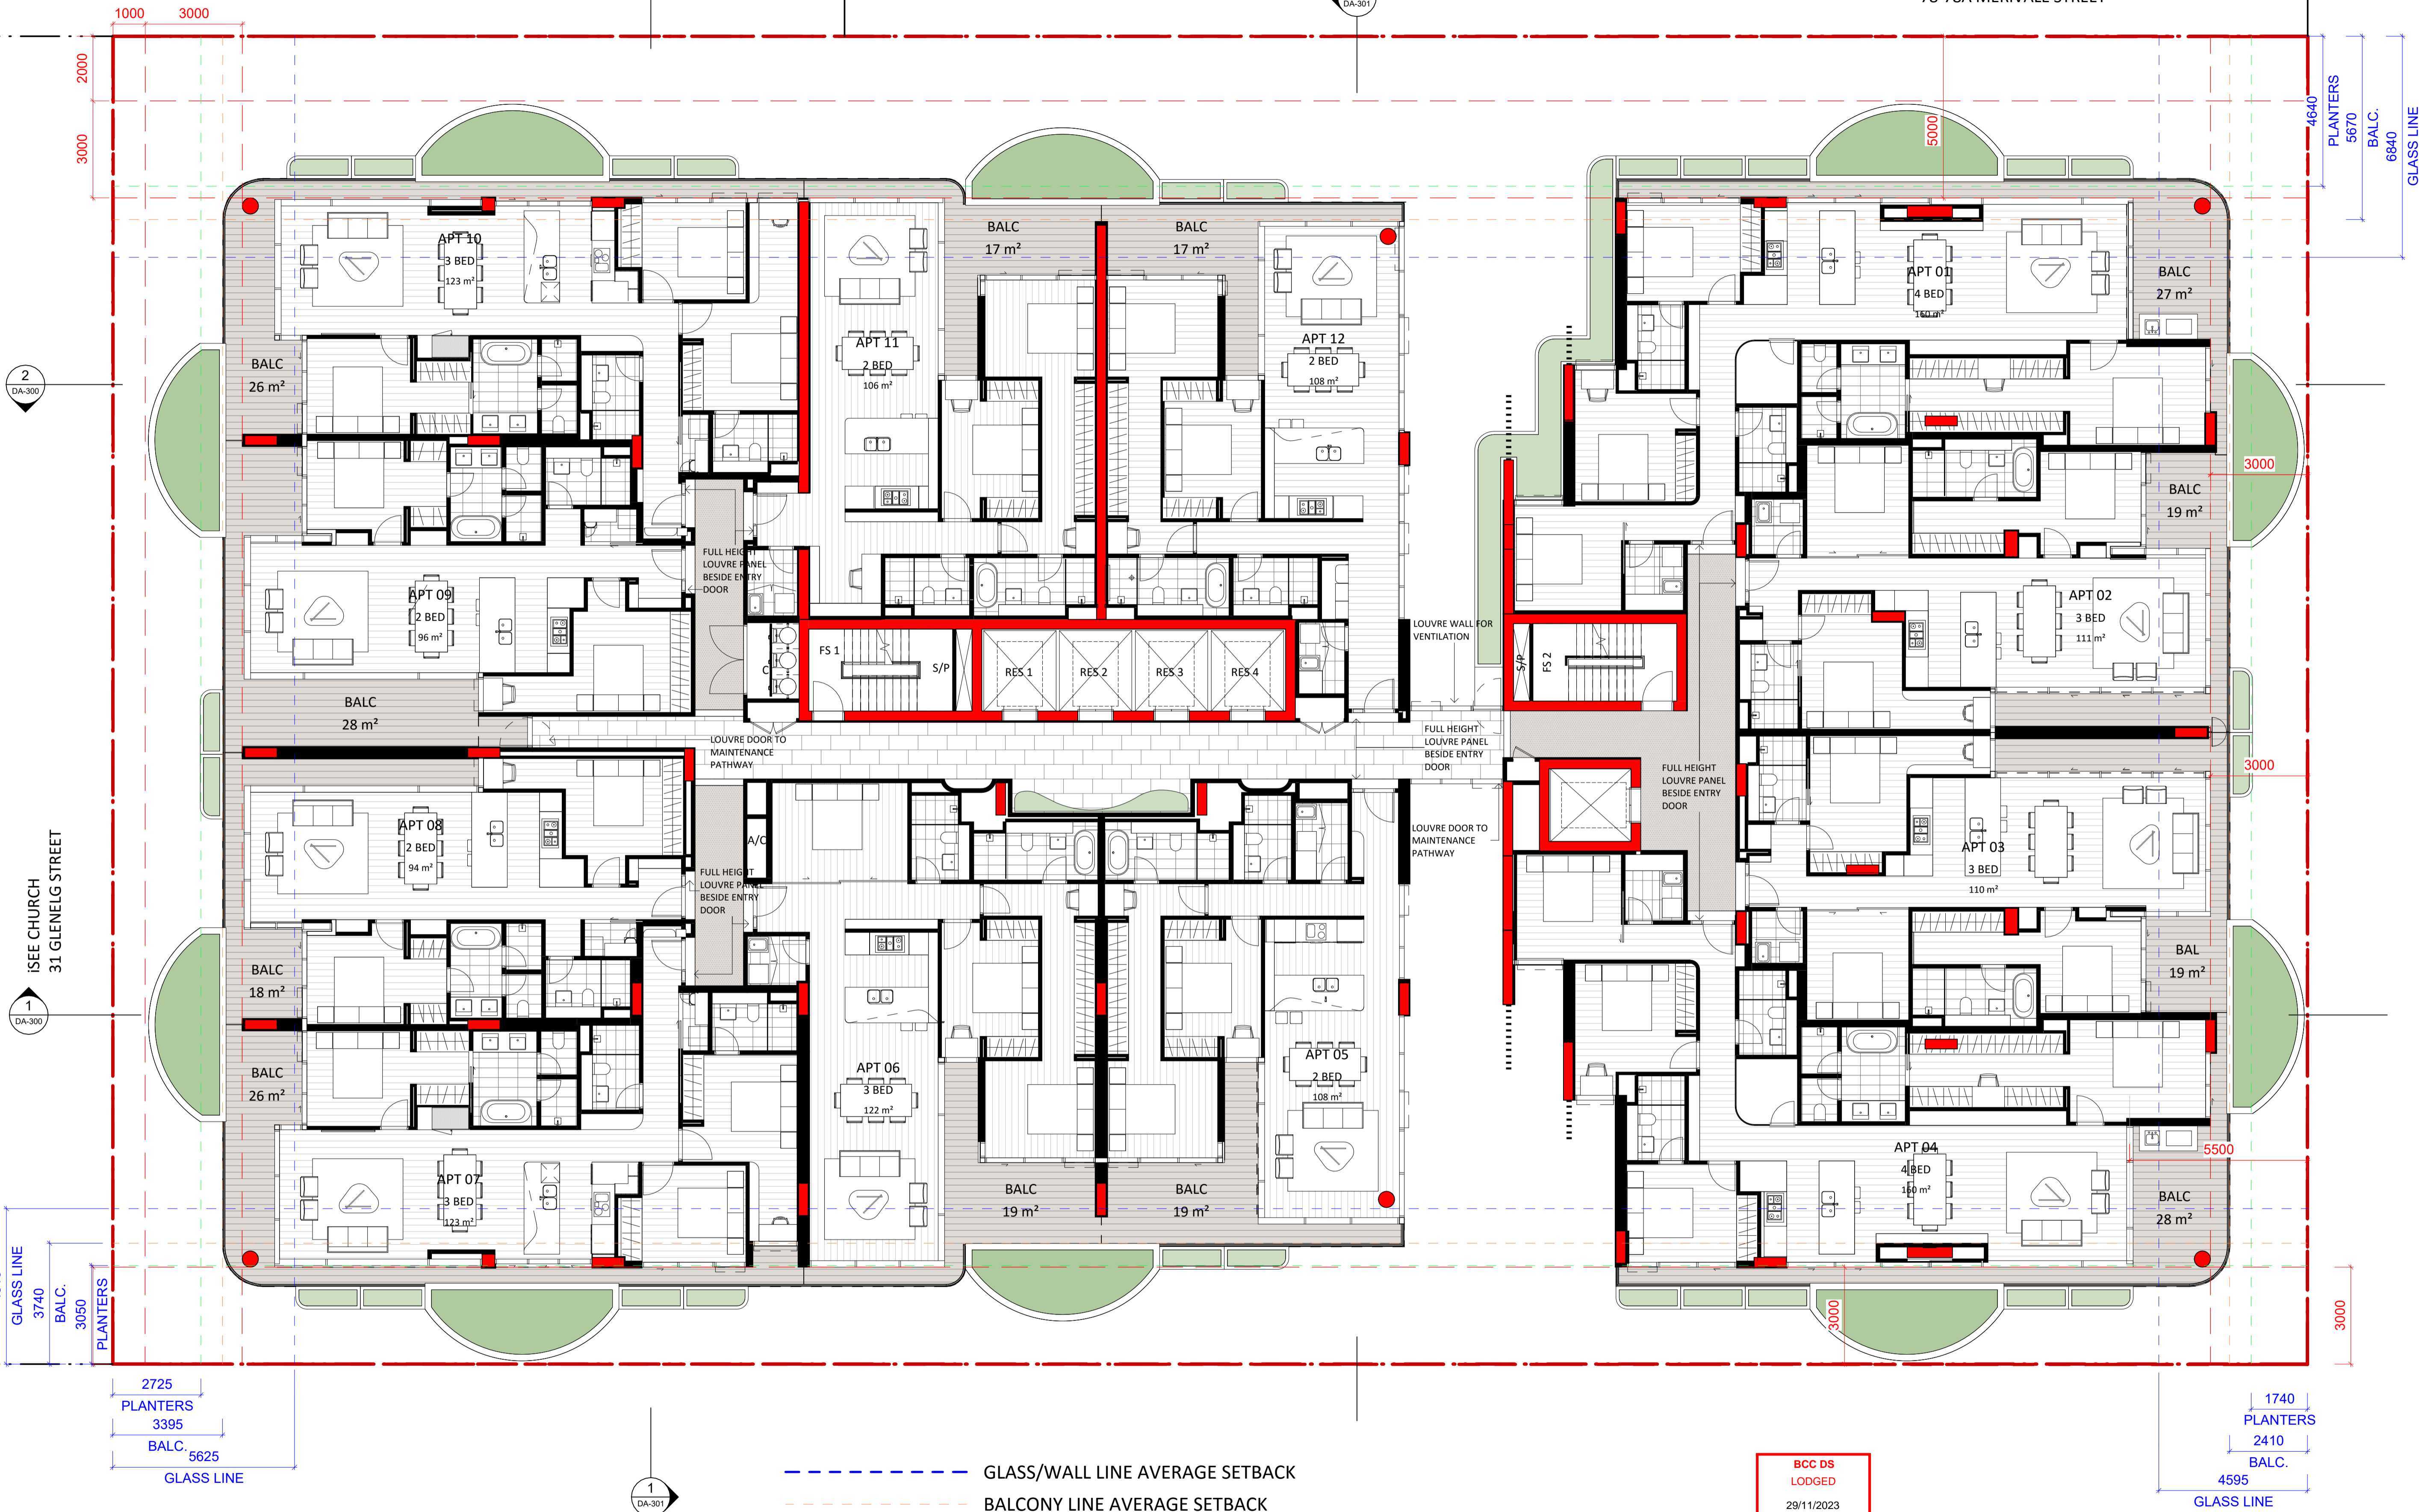 1000
3000
DA-301
2000
3000
4640
PLANTERS
5670
BALC.
6840
GLASS LINE
5000
APT 10
3 BED
123 m²
BALC
17 m²
BALC
17 m²
APT 01
4 BED
160 m²
BALC
27 m²
2
DA-300
BALC
26 m²
APT 11
2 BED
106 m²
APT 12
2 BED
108 m²
3000
BALC
19 m²
FULL HEIGHT
LOUVRE PANEL
BESIDE ENTRY
DOOR
APT 09
2 BED
96 m²
APT 02
3 BED
111 m²
LOUVRE WALL FOR
VENTILATION
FS 1
S/P
RES 1
RES 2
RES 3
RES 4
S/P
FS 2
C
BALC
28 m²
LOUVRE DOOR TO
MAINTENANCE
PATHWAY
FULL HEIGHT
LOUVRE PANEL
BESIDE ENTRY
DOOR
FULL HEIGHT
LOUVRE PANEL
BESIDE ENTRY
DOOR
3000
iSEE CHURCH
31 GLENELG STREET
APT 08
2 BED
94 m²
A/C
LOUVRE DOOR TO
MAINTENANCE
PATHWAY
APT 03
3 BED
110 m²
FULL HEIGHT
LOUVRE PANEL
BESIDE ENTRY
DOOR
BALC
18 m²
BAL
19 m²
1
DA-300
BALC
26 m²
APT 06
3 BED
122 m²
APT 05
2 BED
108 m²
APT 07
3 BED
123 m²
BALC
19 m²
BALC
19 m²
APT 04
4 BED
160 m²
5500
BALC
28 m²
GLASS LINE
3740
BALC.
3050
PLANTERS
3000
3000
2725
PLANTERS
3395
BALC.
5625
GLASS LINE
1740
PLANTERS
2410
BALC.
4595
GLASS LINE
1
DA-301
GLASS/WALL LINE AVERAGE SETBACK
BALCONY LINE AVERAGE SETBACK
BCC DS
LODGED
29/11/2023